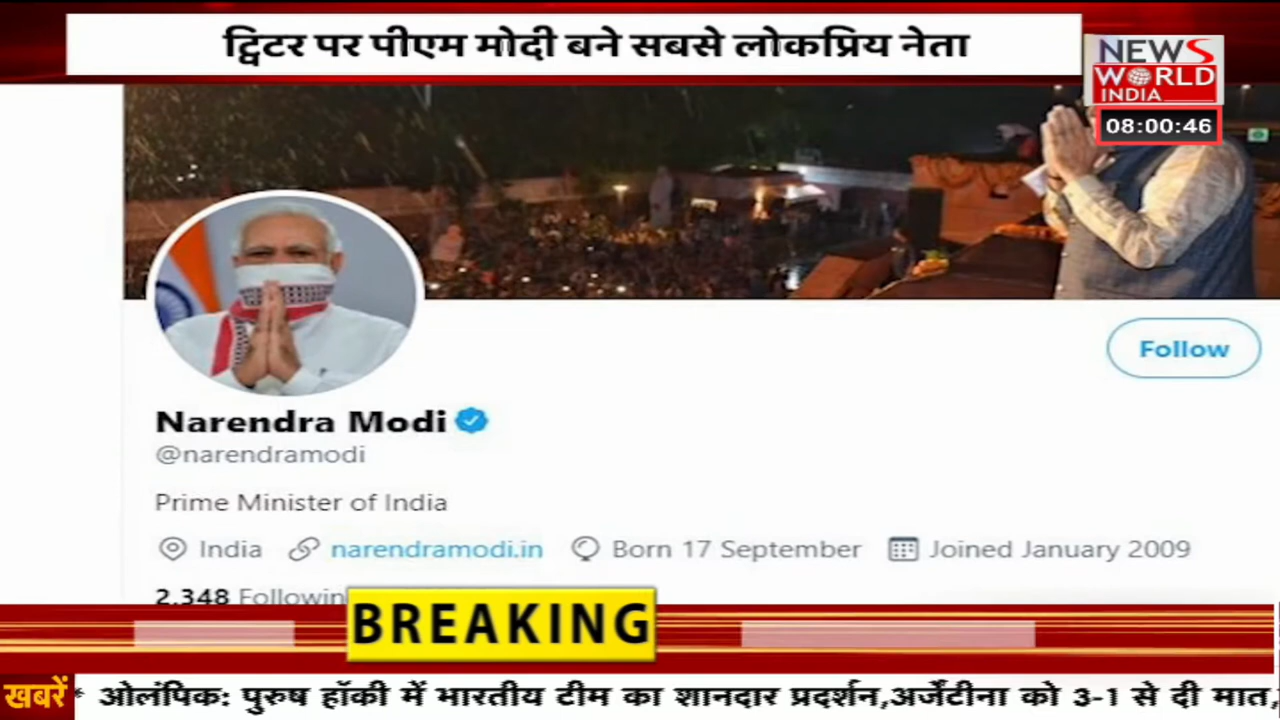 ट्विटर पर पीएम मोदी बने सबसे लोकप्रिय नेता
NEWS
WORLD
INDIA
08:00:46
Follow
Narendra Modi
@narendramodi
Prime Minister of India
India narendramodi.in Born 17 September Joined January 2009
2,348 Followin
BREAKING
खबरें * ओलंपिक: पुरुष हॉकी में भारतीय टीम का शानदार प्रदर्शन,अर्जेंटीना को 3-1 से दी मात,